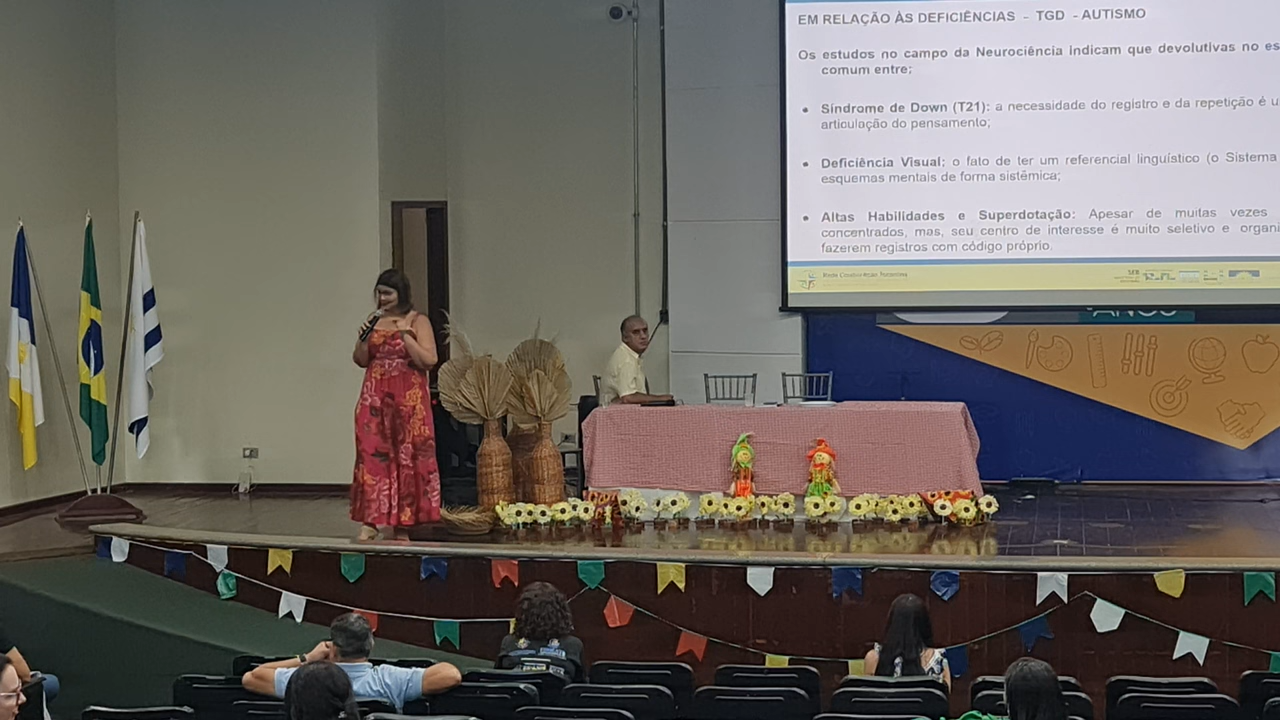 EM RELAÇÃO ÀS DEFICIÊNCIAS - TGD - AUTISMO
Os estudos no campo da Neurociência indicam que devolutivas no es
comum entre;
• Síndrome de Down (T21): a necessidade do registro e da repetição é u
articulação do pensamento;
• Deficiência Visual; o fato de ter um referencial linguístico (o Sistema
esquemas mentais de forma sistêmica;
• Altas Habilidades e Superdotação: Apesar de muitas vezes
concentrados, mas, seu centro de interesse é muito seletivo e organi
fazerem registros com código próprio.
ANOS